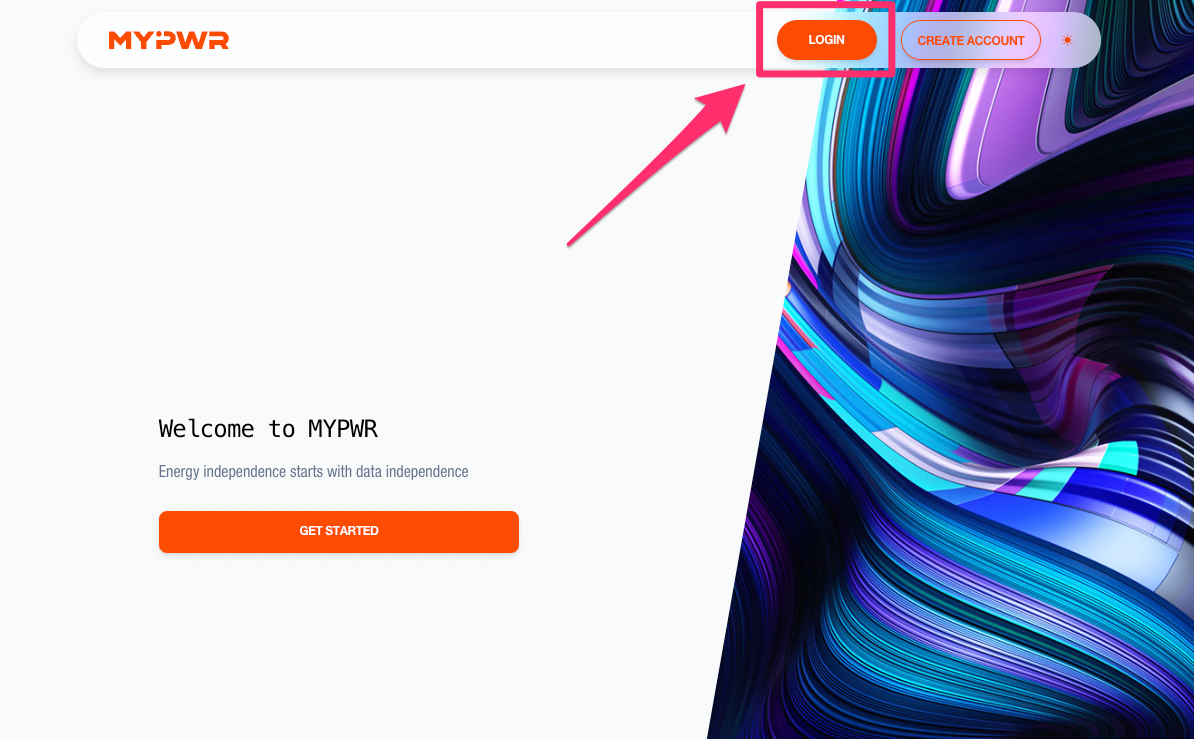 MYPWR
LOGIN
CREATE ACCOUNT
Welcome to MYPWR
Energy independence starts with data independence
GET STARTED